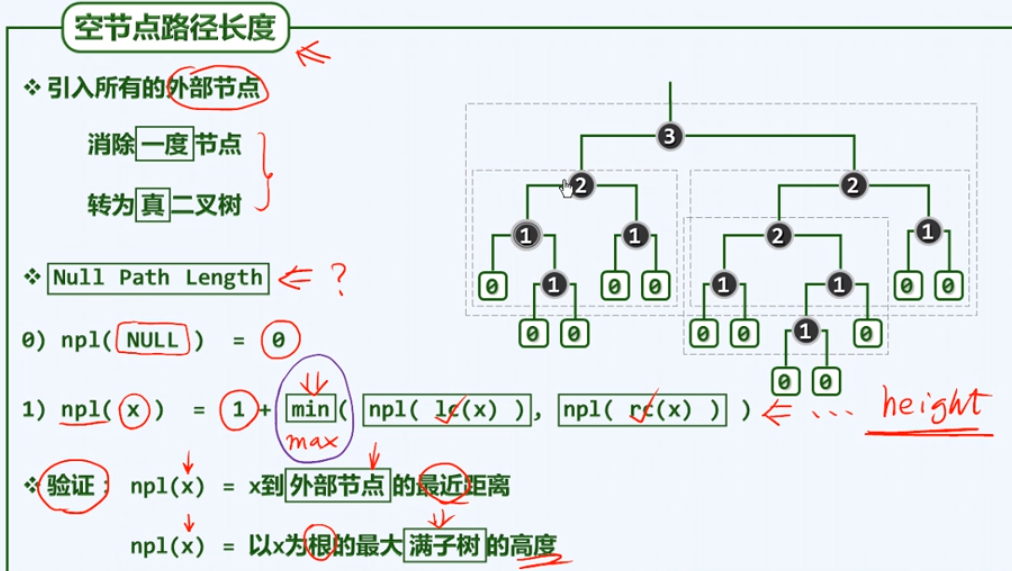 空节点路径长度
❖ 引入所有的外部节点
消除一度节点
转为真二叉树
❖ Null Path Length ?
0) npl( NULL ) = 0
1) npl( x ) = 1 + min( npl( lc(x) ), npl( rc(x) ) ) ... height
max
❖ 验证: npl(x) = x到外部节点的最近距离
npl(x) = 以x为根的最大满子树的高度
3
2 2
1 1 2 1
0 1 0 0 1 1 0 0
0 0 0 0 1 0
0 0